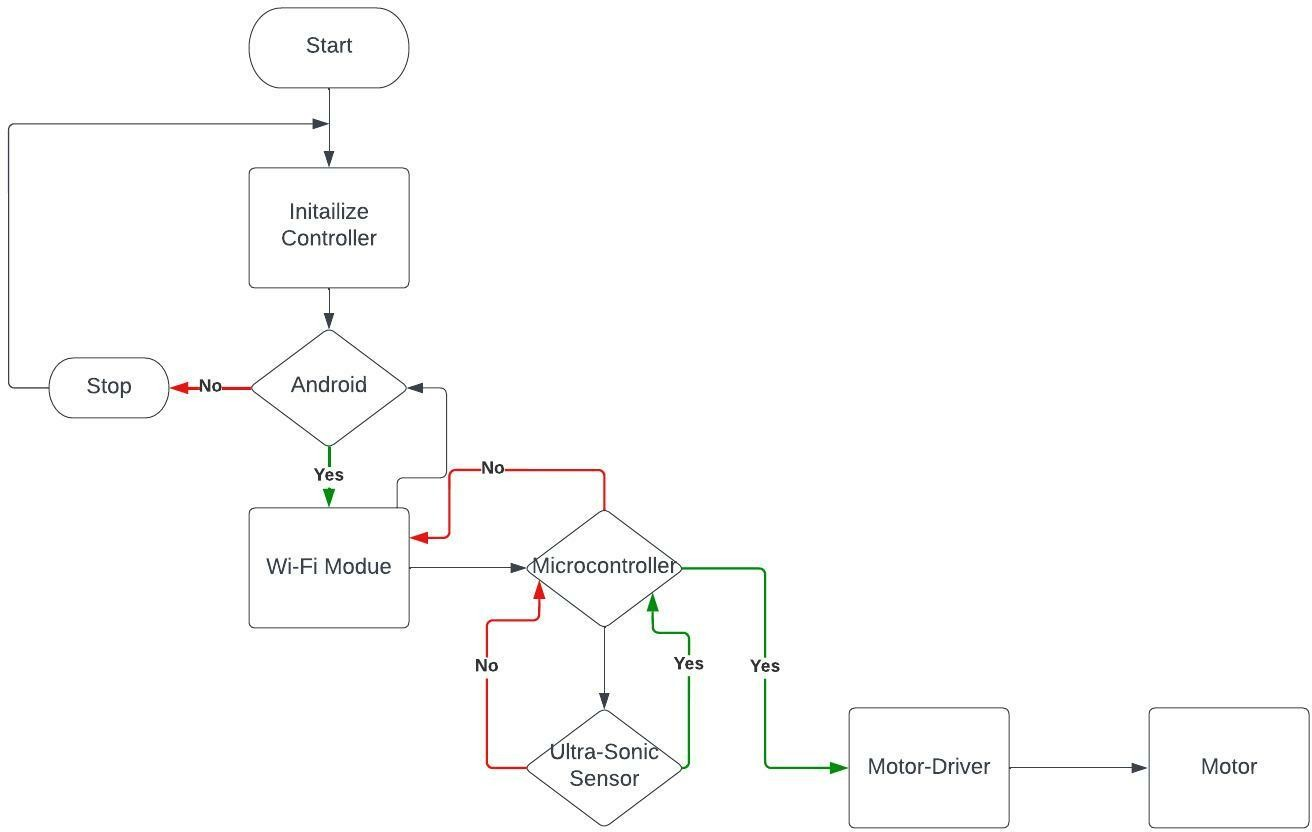 Start
Initailize
Controller
Stop
No
Android
Yes
No
Wi-Fi Modue
Microcontroller
No
Yes
Yes
Ultra-Sonic
Sensor
Motor-Driver
Motor